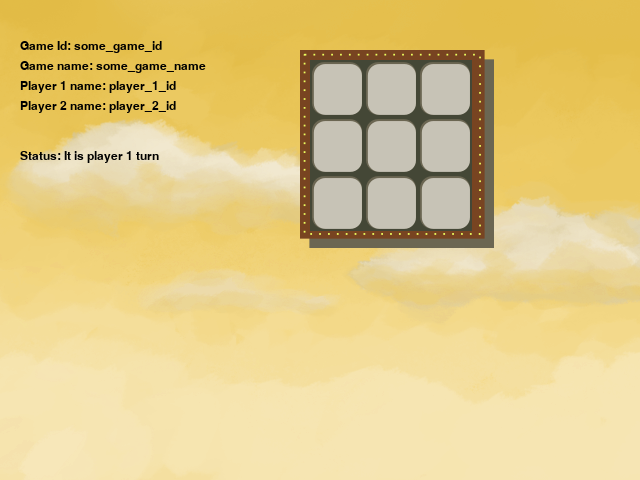 Game Id: some_game_id
Game name: some_game_name
Player 1 name: player_1_id
Player 2 name: player_2_id
Status: It is player 1 turn